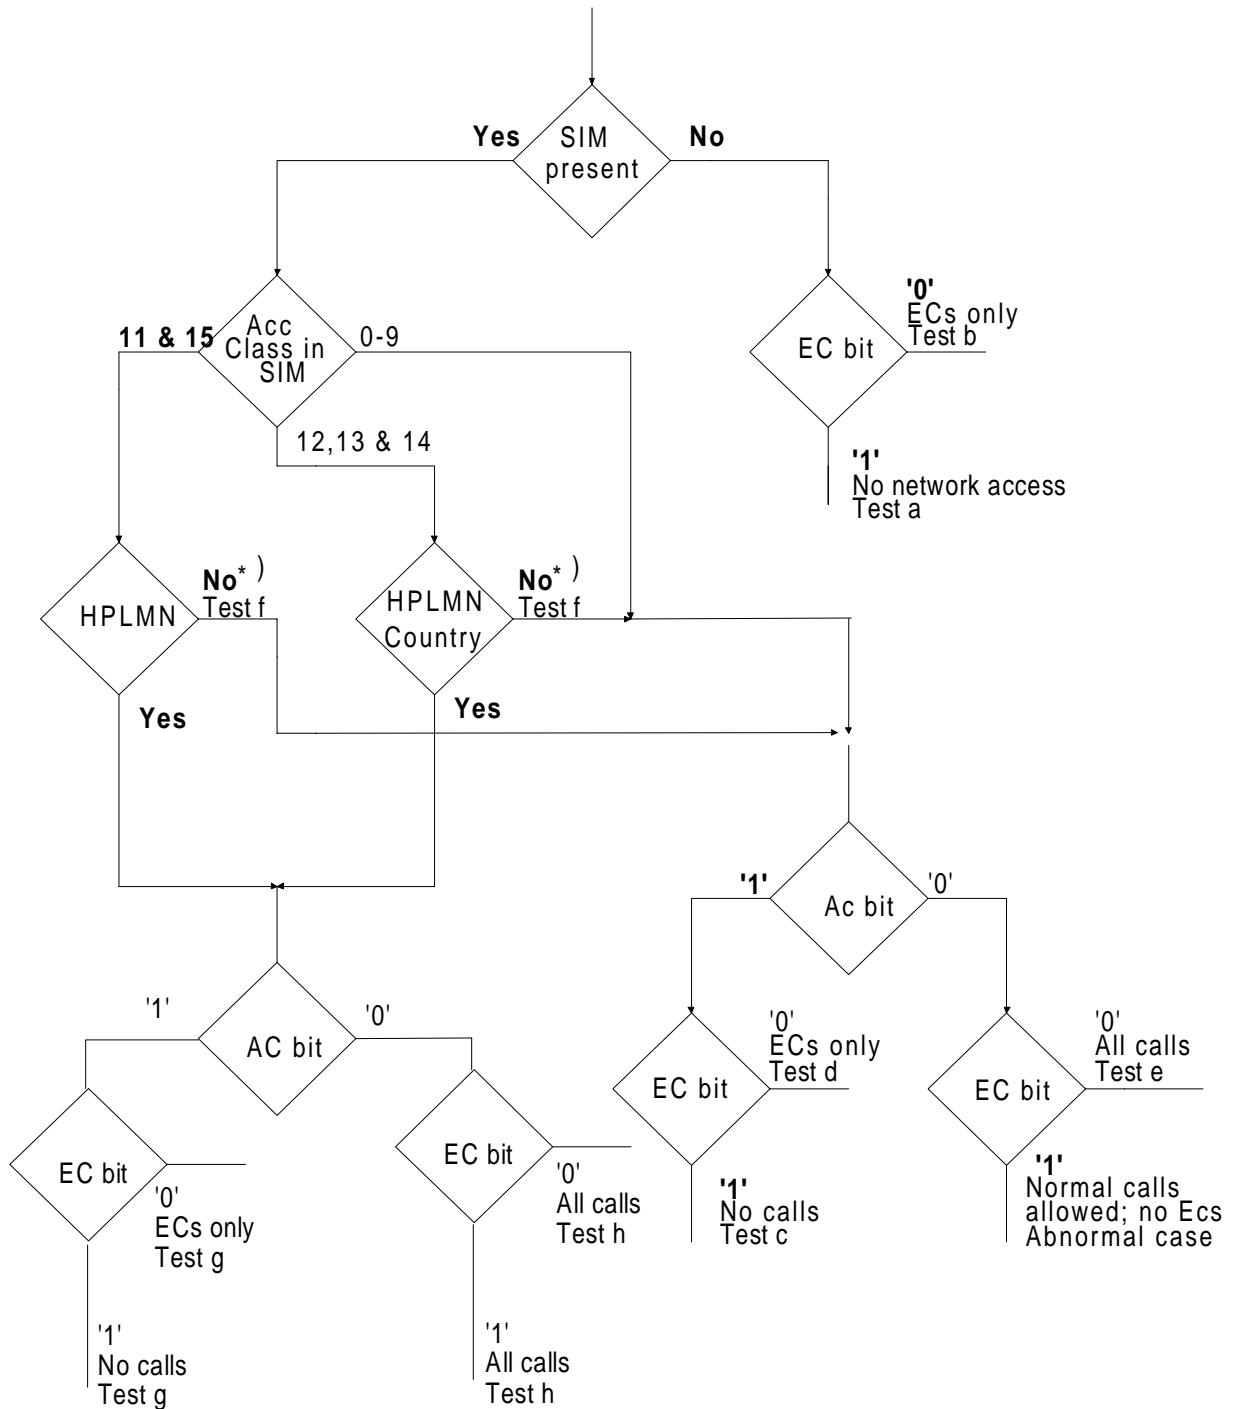 Yes
SIM
present
No
11 & 15
Acc
Class in
SIM
0-9
'0'
ECs only
Test b
EC bit
12,13 & 14
'1'
No network access
Test a
HPLMN
No* )
Test f
HPLMN
Country
No* )
Test f
Yes
Yes
'1'
Ac bit
'0'
'1'
AC bit
'0'
EC bit
'0'
ECs only
Test d
EC bit
'0'
All calls
Test e
EC bit
'0'
ECs only
Test g
EC bit
'0'
All calls
Test h
'1'
No calls
Test c
'1'
Normal calls
allowed; no Ecs
Abnormal case
'1'
No calls
Test g
'1'
All calls
Test h